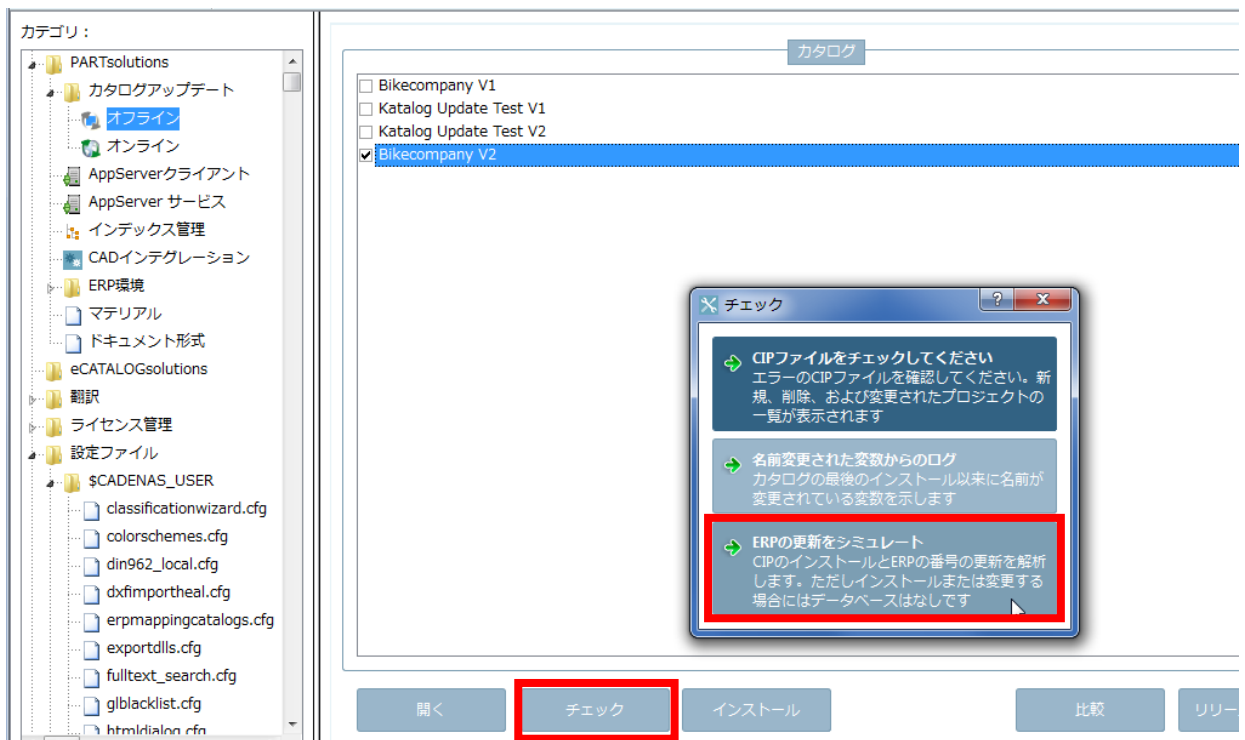 カテゴリ：
PARTsolutions
カタログアップデート
オフライン
オンライン
AppServerクライアント
AppServer サービス
インデックス管理
CADインテグレーション
ERP環境
マテリアル
ドキュメント形式
eCATALOGsolutions
翻訳
ライセンス管理
設定ファイル
$CADENAS_USER
classificationwizard.cfg
colorschemes.cfg
din962_local.cfg
dxfimportheal.cfg
erpmappingcatalogs.cfg
exportdlls.cfg
fulltext_search.cfg
glblacklist.cfg
htmldialog.cfg
カタログ
Bikecompany V1
Katalog Update Test V1
Katalog Update Test V2
Bikecompany V2
チェック
CIPファイルをチェックしてください
エラーのCIPファイルを確認してください。新
規、削除、および変更されたプロジェクトの
一覧が表示されます
名前変更された変数からのログ
カタログの最後のインストール以来に名前が
変更されている変数を示します
ERPの更新をシミュレート
CIPのインストールとERPの番号の更新を解析
します。ただしインストールまたは変更する
場合にはデータベースはなしです
開く
チェック
インストール
比較
リリー